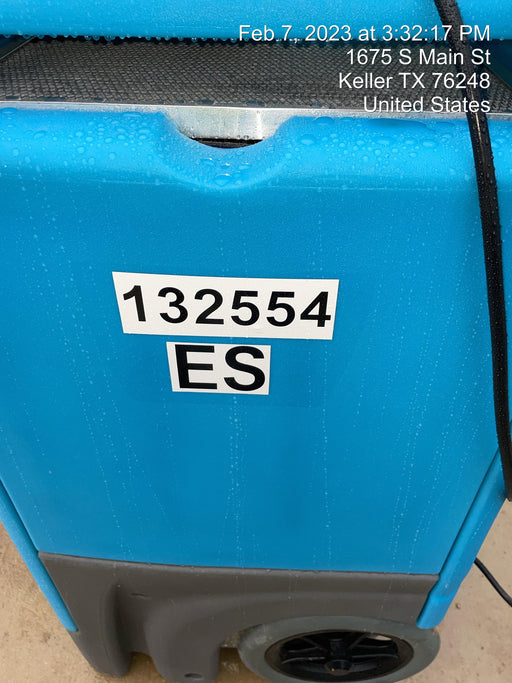 Feb 7, 2023 at 3:32:17 PM
1675 S Main St
Keller TX 76248
United States
132554
ES